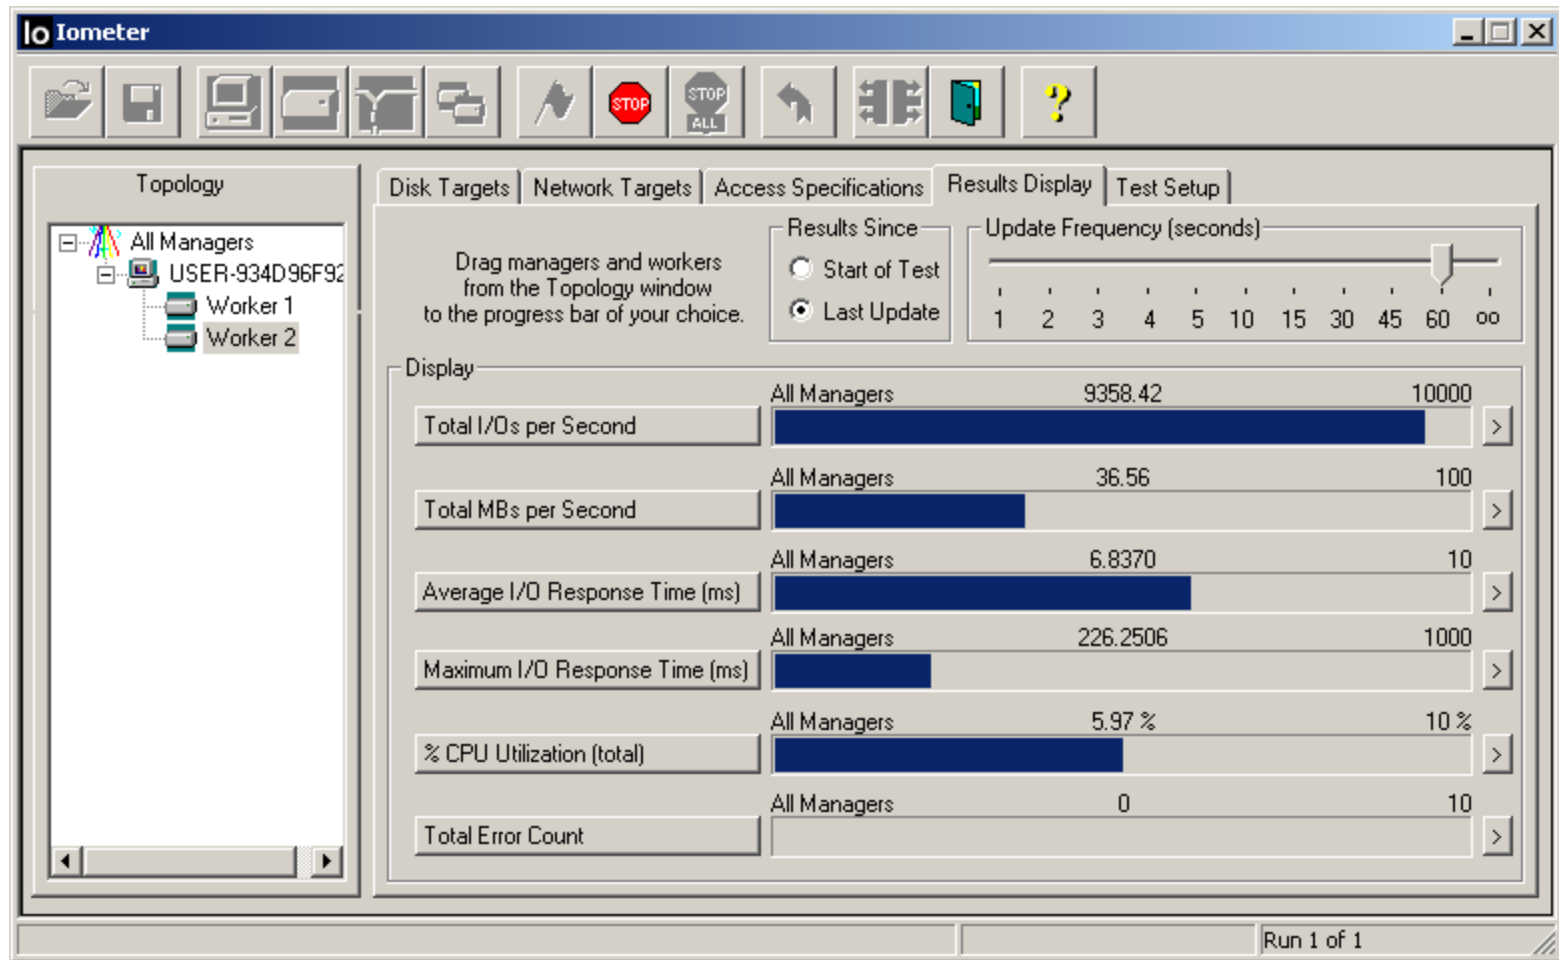 Iometer
STOP
STOP
ALL
?
Topology
All Managers
USER-934D96F92
Worker 1
Worker 2
Disk Targets
Network Targets
Access Specifications
Results Display
Test Setup
Drag managers and workers
from the Topology window
to the progress bar of your choice.
Results Since
Start of Test
Last Update
Update Frequency (seconds)
1 2 3 4 5 10 15 30 45 60 oo
Display
All Managers 9358.42 10000
Total I/Os per Second >
All Managers 36.56 100
Total MBs per Second >
All Managers 6.8370 10
Average I/O Response Time (ms) >
All Managers 226.2506 1000
Maximum I/O Response Time (ms) >
All Managers 5.97 % 10 %
% CPU Utilization (total) >
All Managers 0 10
Total Error Count >
Run 1 of 1